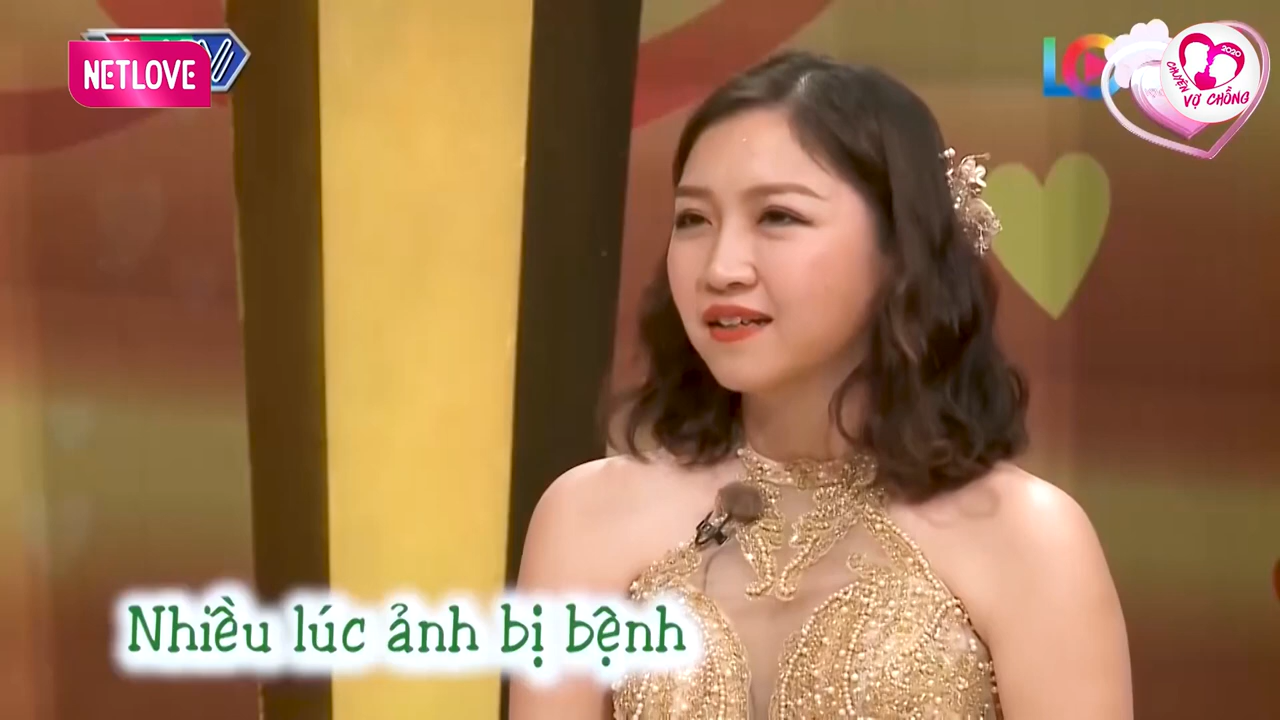 NETLOVE
2020
CHUYỆN
VỢ CHỒNG
Nhiều lúc ảnh bị bệnh